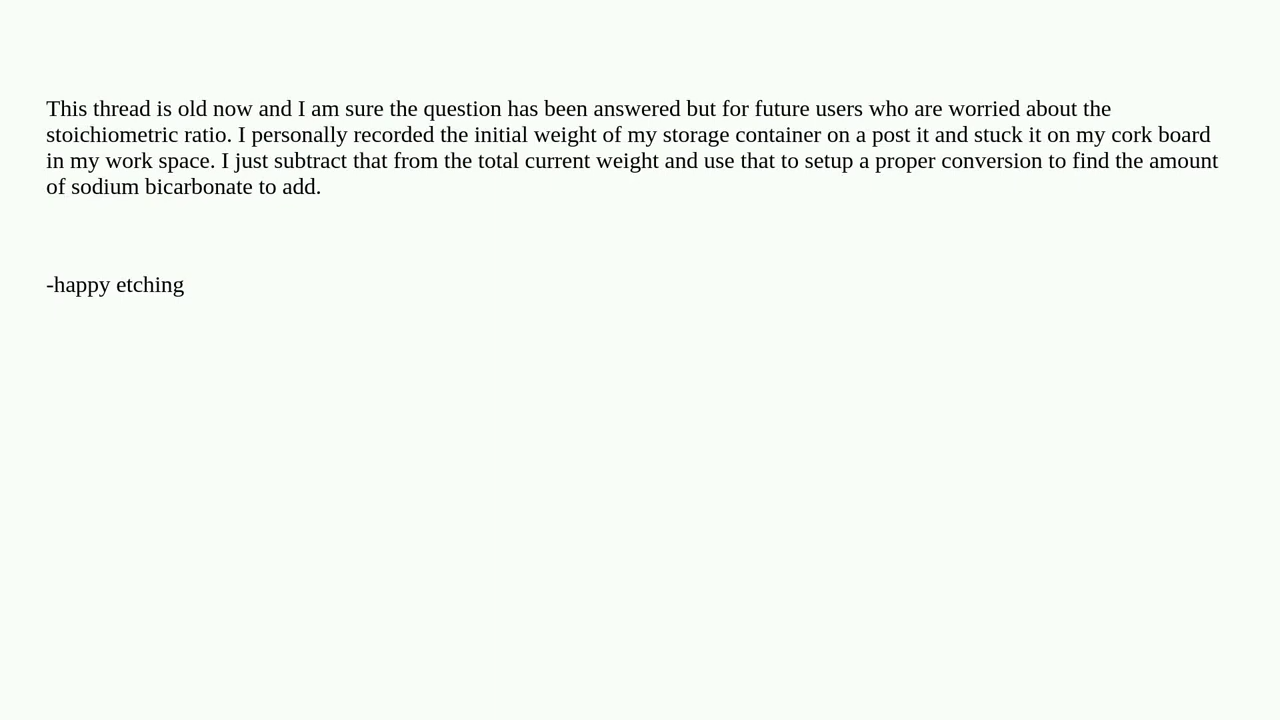 This thread is old now and I am sure the question has been answered but for future users who are worried about the
stoichiometric ratio. I personally recorded the initial weight of my storage container on a post it and stuck it on my cork board
in my work space. I just subtract that from the total current weight and use that to setup a proper conversion to find the amount
of sodium bicarbonate to add.
-happy etching